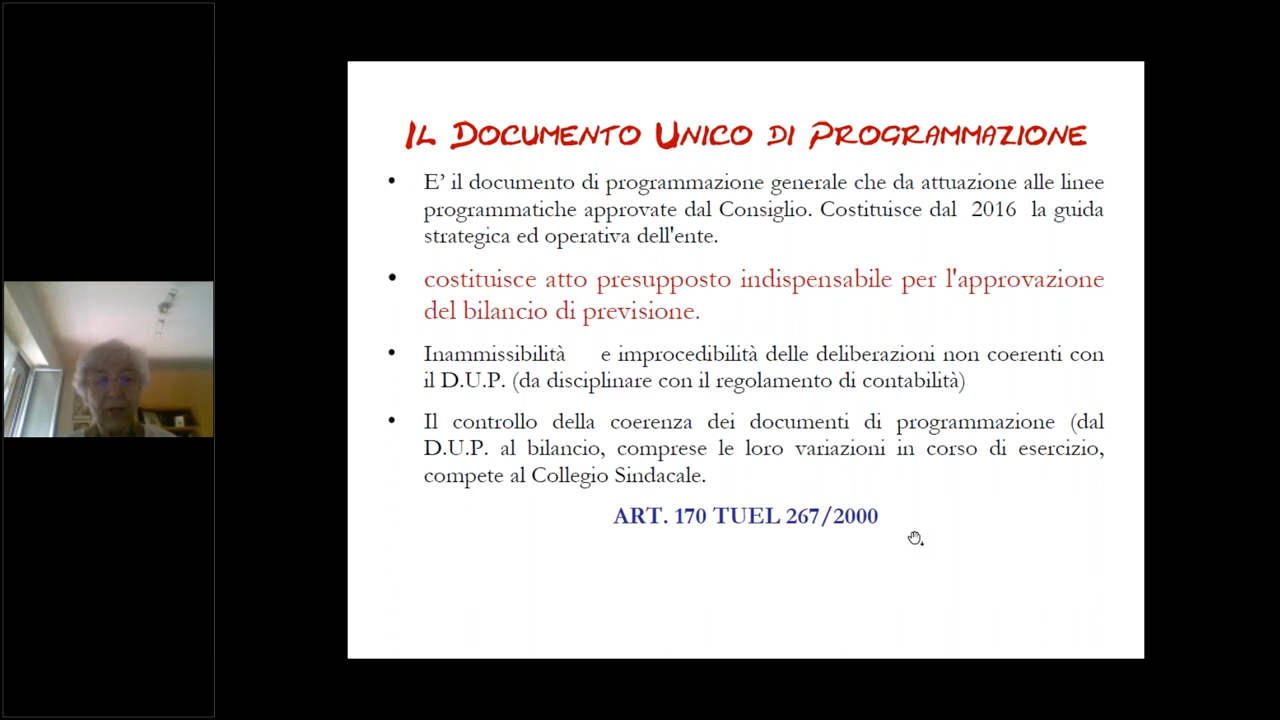 IL DOCUMENTO UNICO DI PROGRAMMAZIONE
• E’ il documento di programmazione generale che da attuazione alle linee
programmatiche approvate dal Consiglio. Costituisce dal 2016 la guida
strategica ed operativa dell'ente.
• costituisce atto presupposto indispensabile per l'approvazione
del bilancio di previsione.
• Inammissibilità e improcedibilità delle deliberazioni non coerenti con
il D.U.P. (da disciplinare con il regolamento di contabilità)
• Il controllo della coerenza dei documenti di programmazione (dal
D.U.P. al bilancio, comprese le loro variazioni in corso di esercizio,
compete al Collegio Sindacale.
ART. 170 TUEL 267/2000